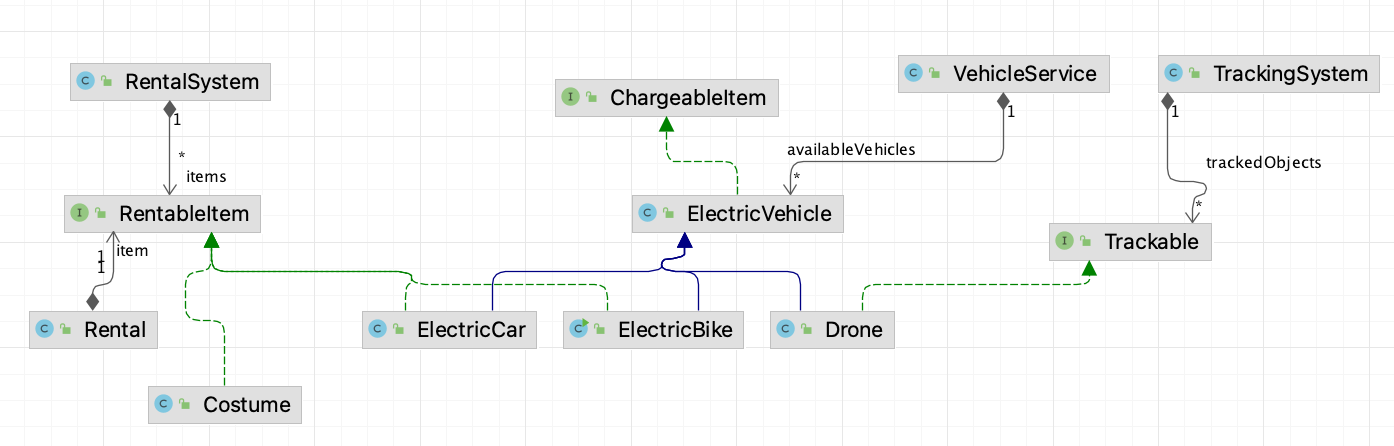 RentalSystem
ChargeableItem
VehicleService
TrackingSystem
1
1
1
availableVehicles
*
items
*
trackedObjects
*
RentableItem
ElectricVehicle
Trackable
1
item
1
Rental
ElectricCar
ElectricBike
Drone
Costume